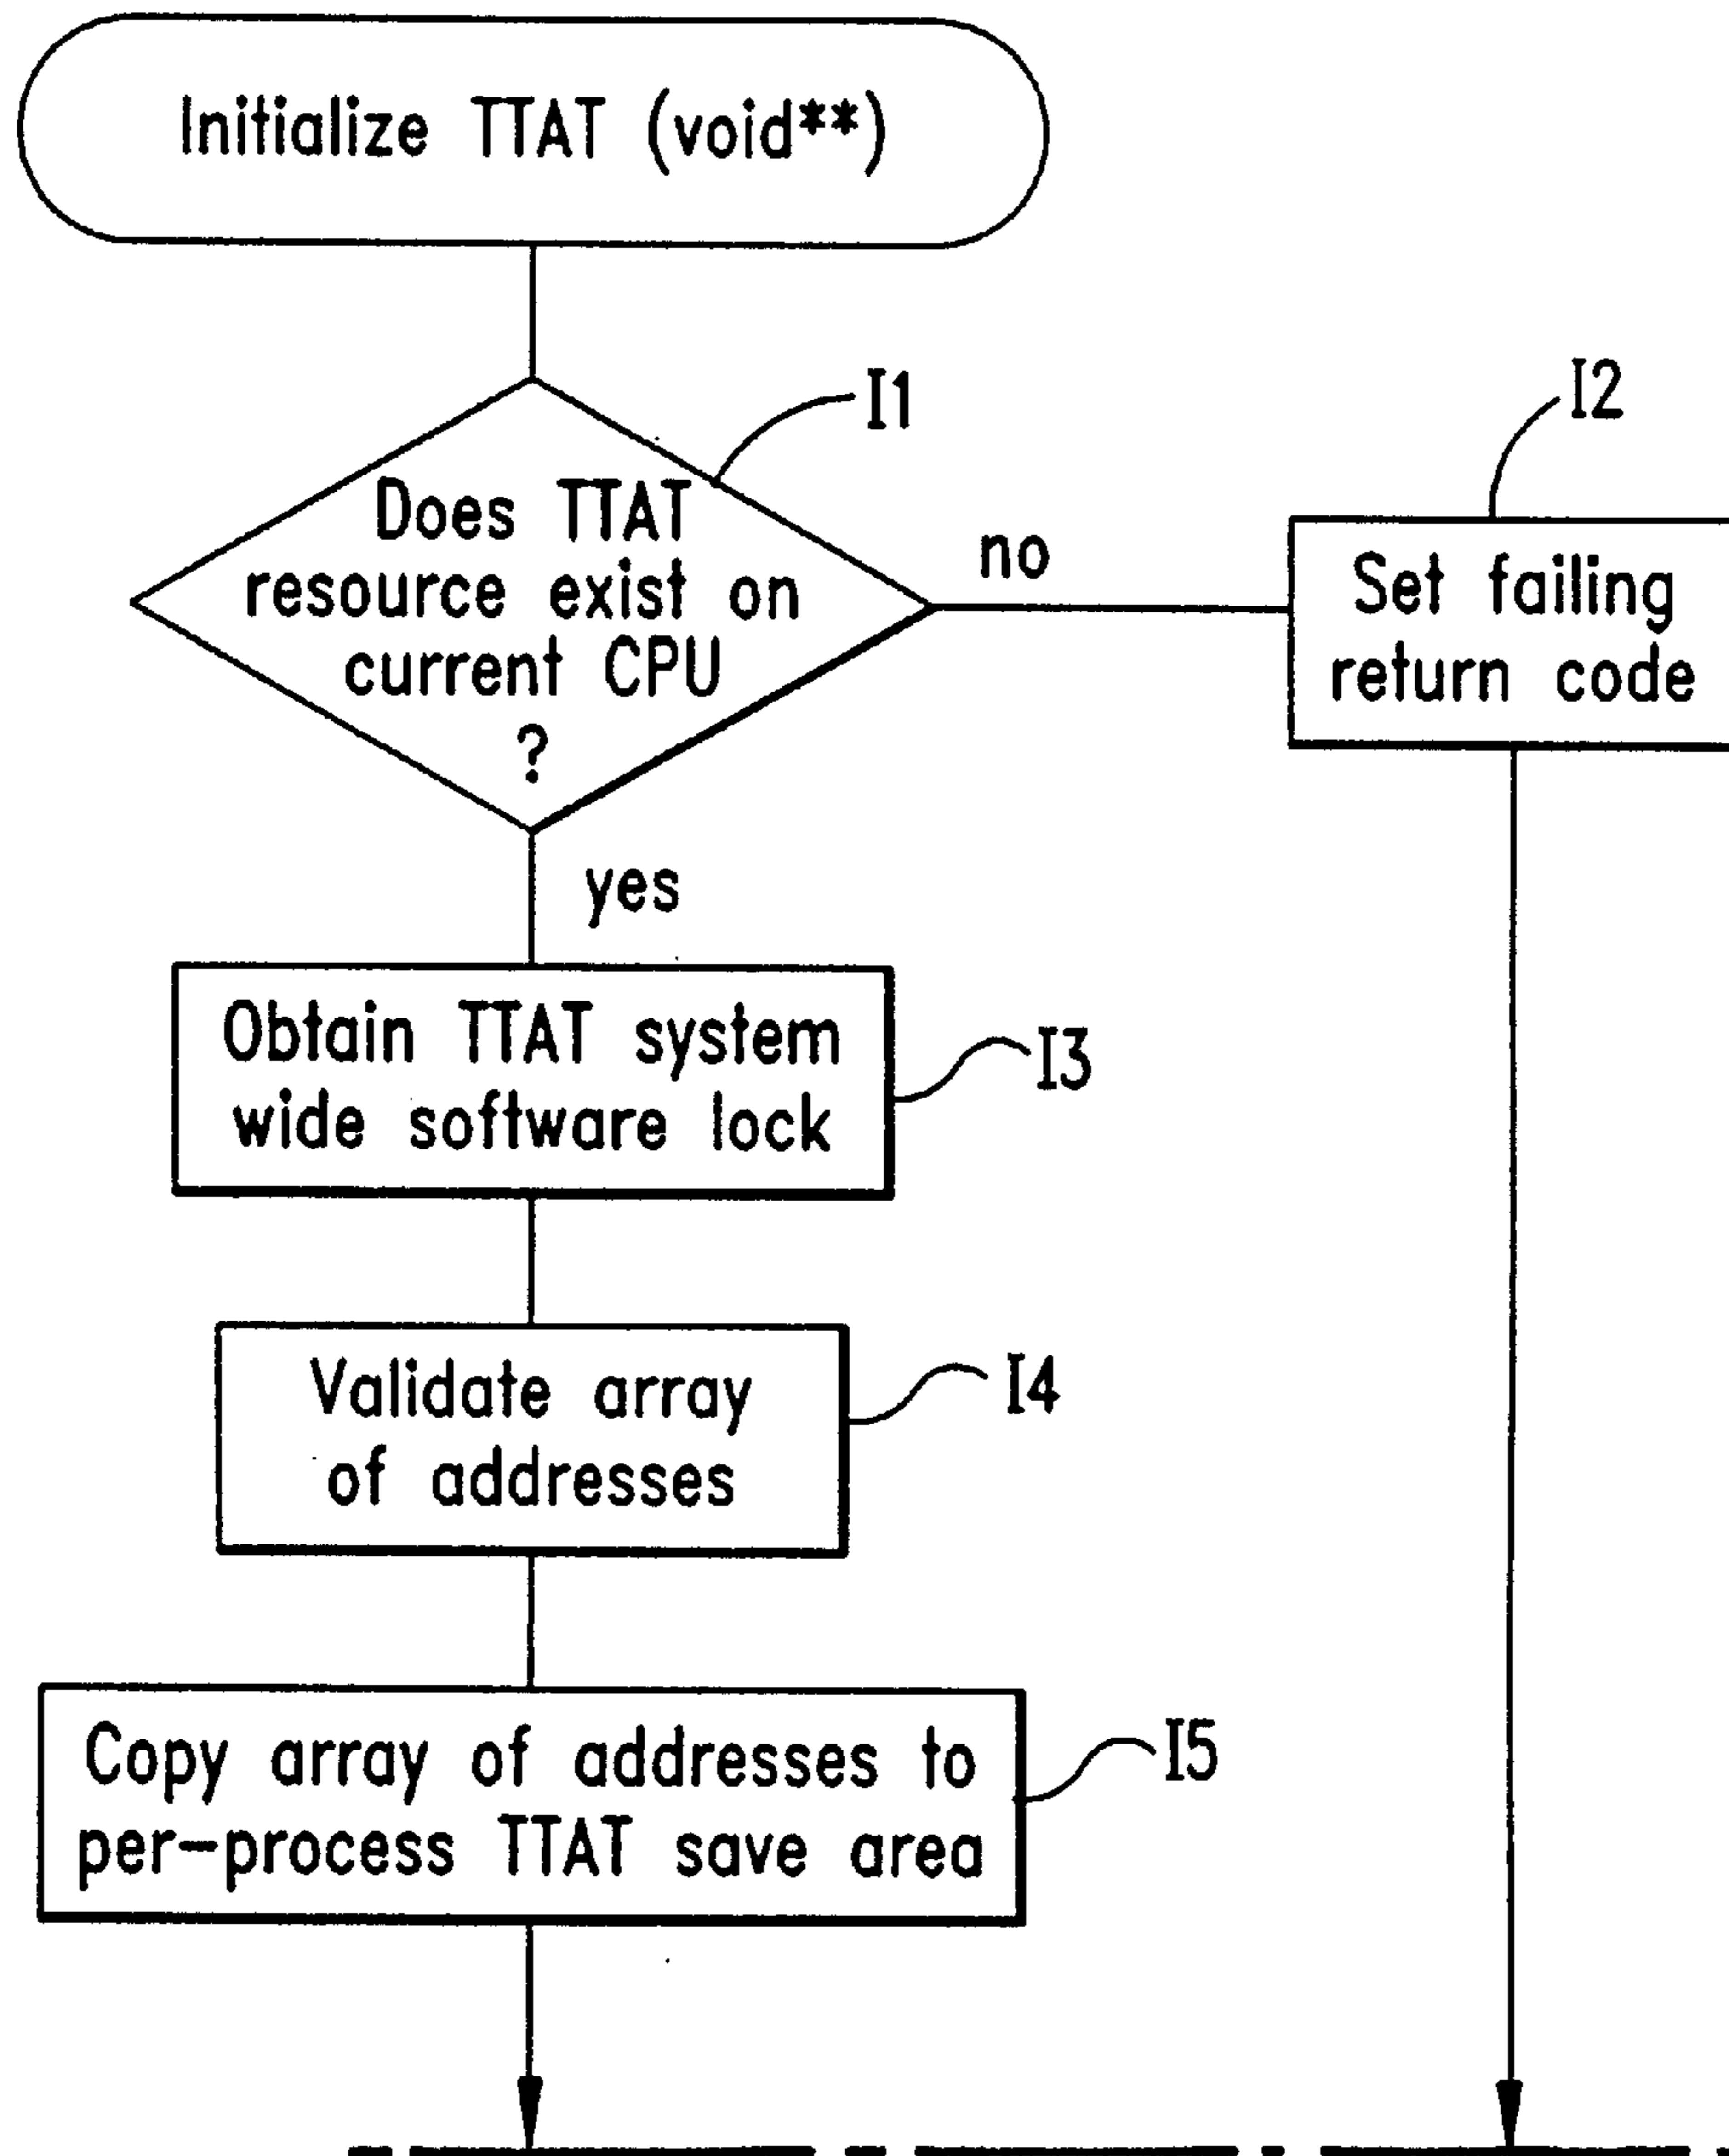 Initialize TTAT (void**)
I1
Does TTAT
resource exist on
current CPU
?
no
I2
Set failing
return code
yes
Obtain TTAT system
wide software lock
I3
Validate array
of addresses
I4
Copy array of addresses to
per-process TTAT save area
I5